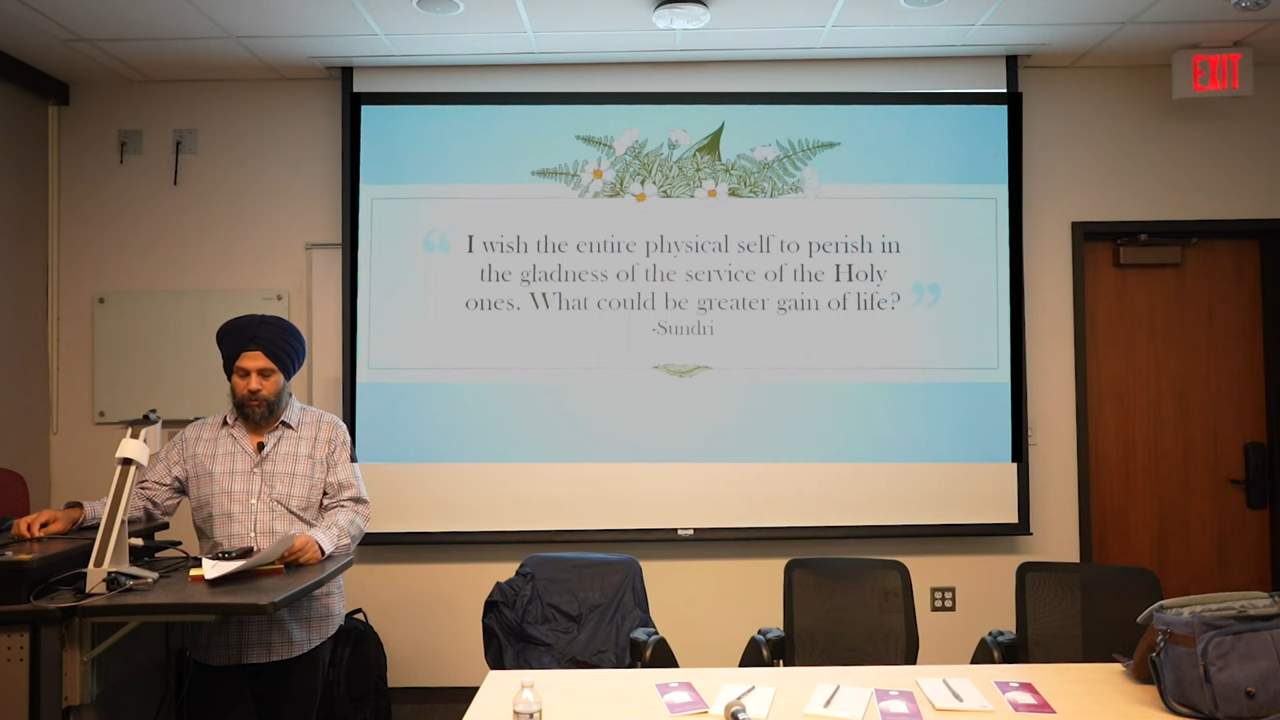 EXIT
“ I wish the entire physical self to perish in
the gladness of the service of the Holy
ones. What could be greater gain of life? ”
-Sundri